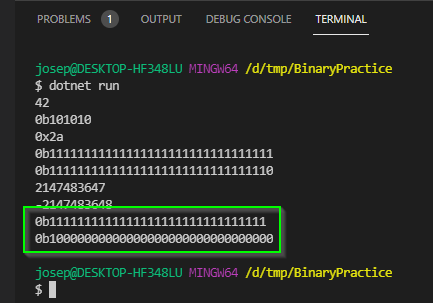 PROBLEMS 1 OUTPUT DEBUG CONSOLE TERMINAL
josep@DESKTOP-HF348LU MINGW64 /d/tmp/BinaryPractice
$ dotnet run
42
0b101010
0x2a
0b11111111111111111111111111111111
0b11111111111111111111111111111110
2147483647
-2147483648
0b1111111111111111111111111111111
0b10000000000000000000000000000000
josep@DESKTOP-HF348LU MINGW64 /d/tmp/BinaryPractice
$